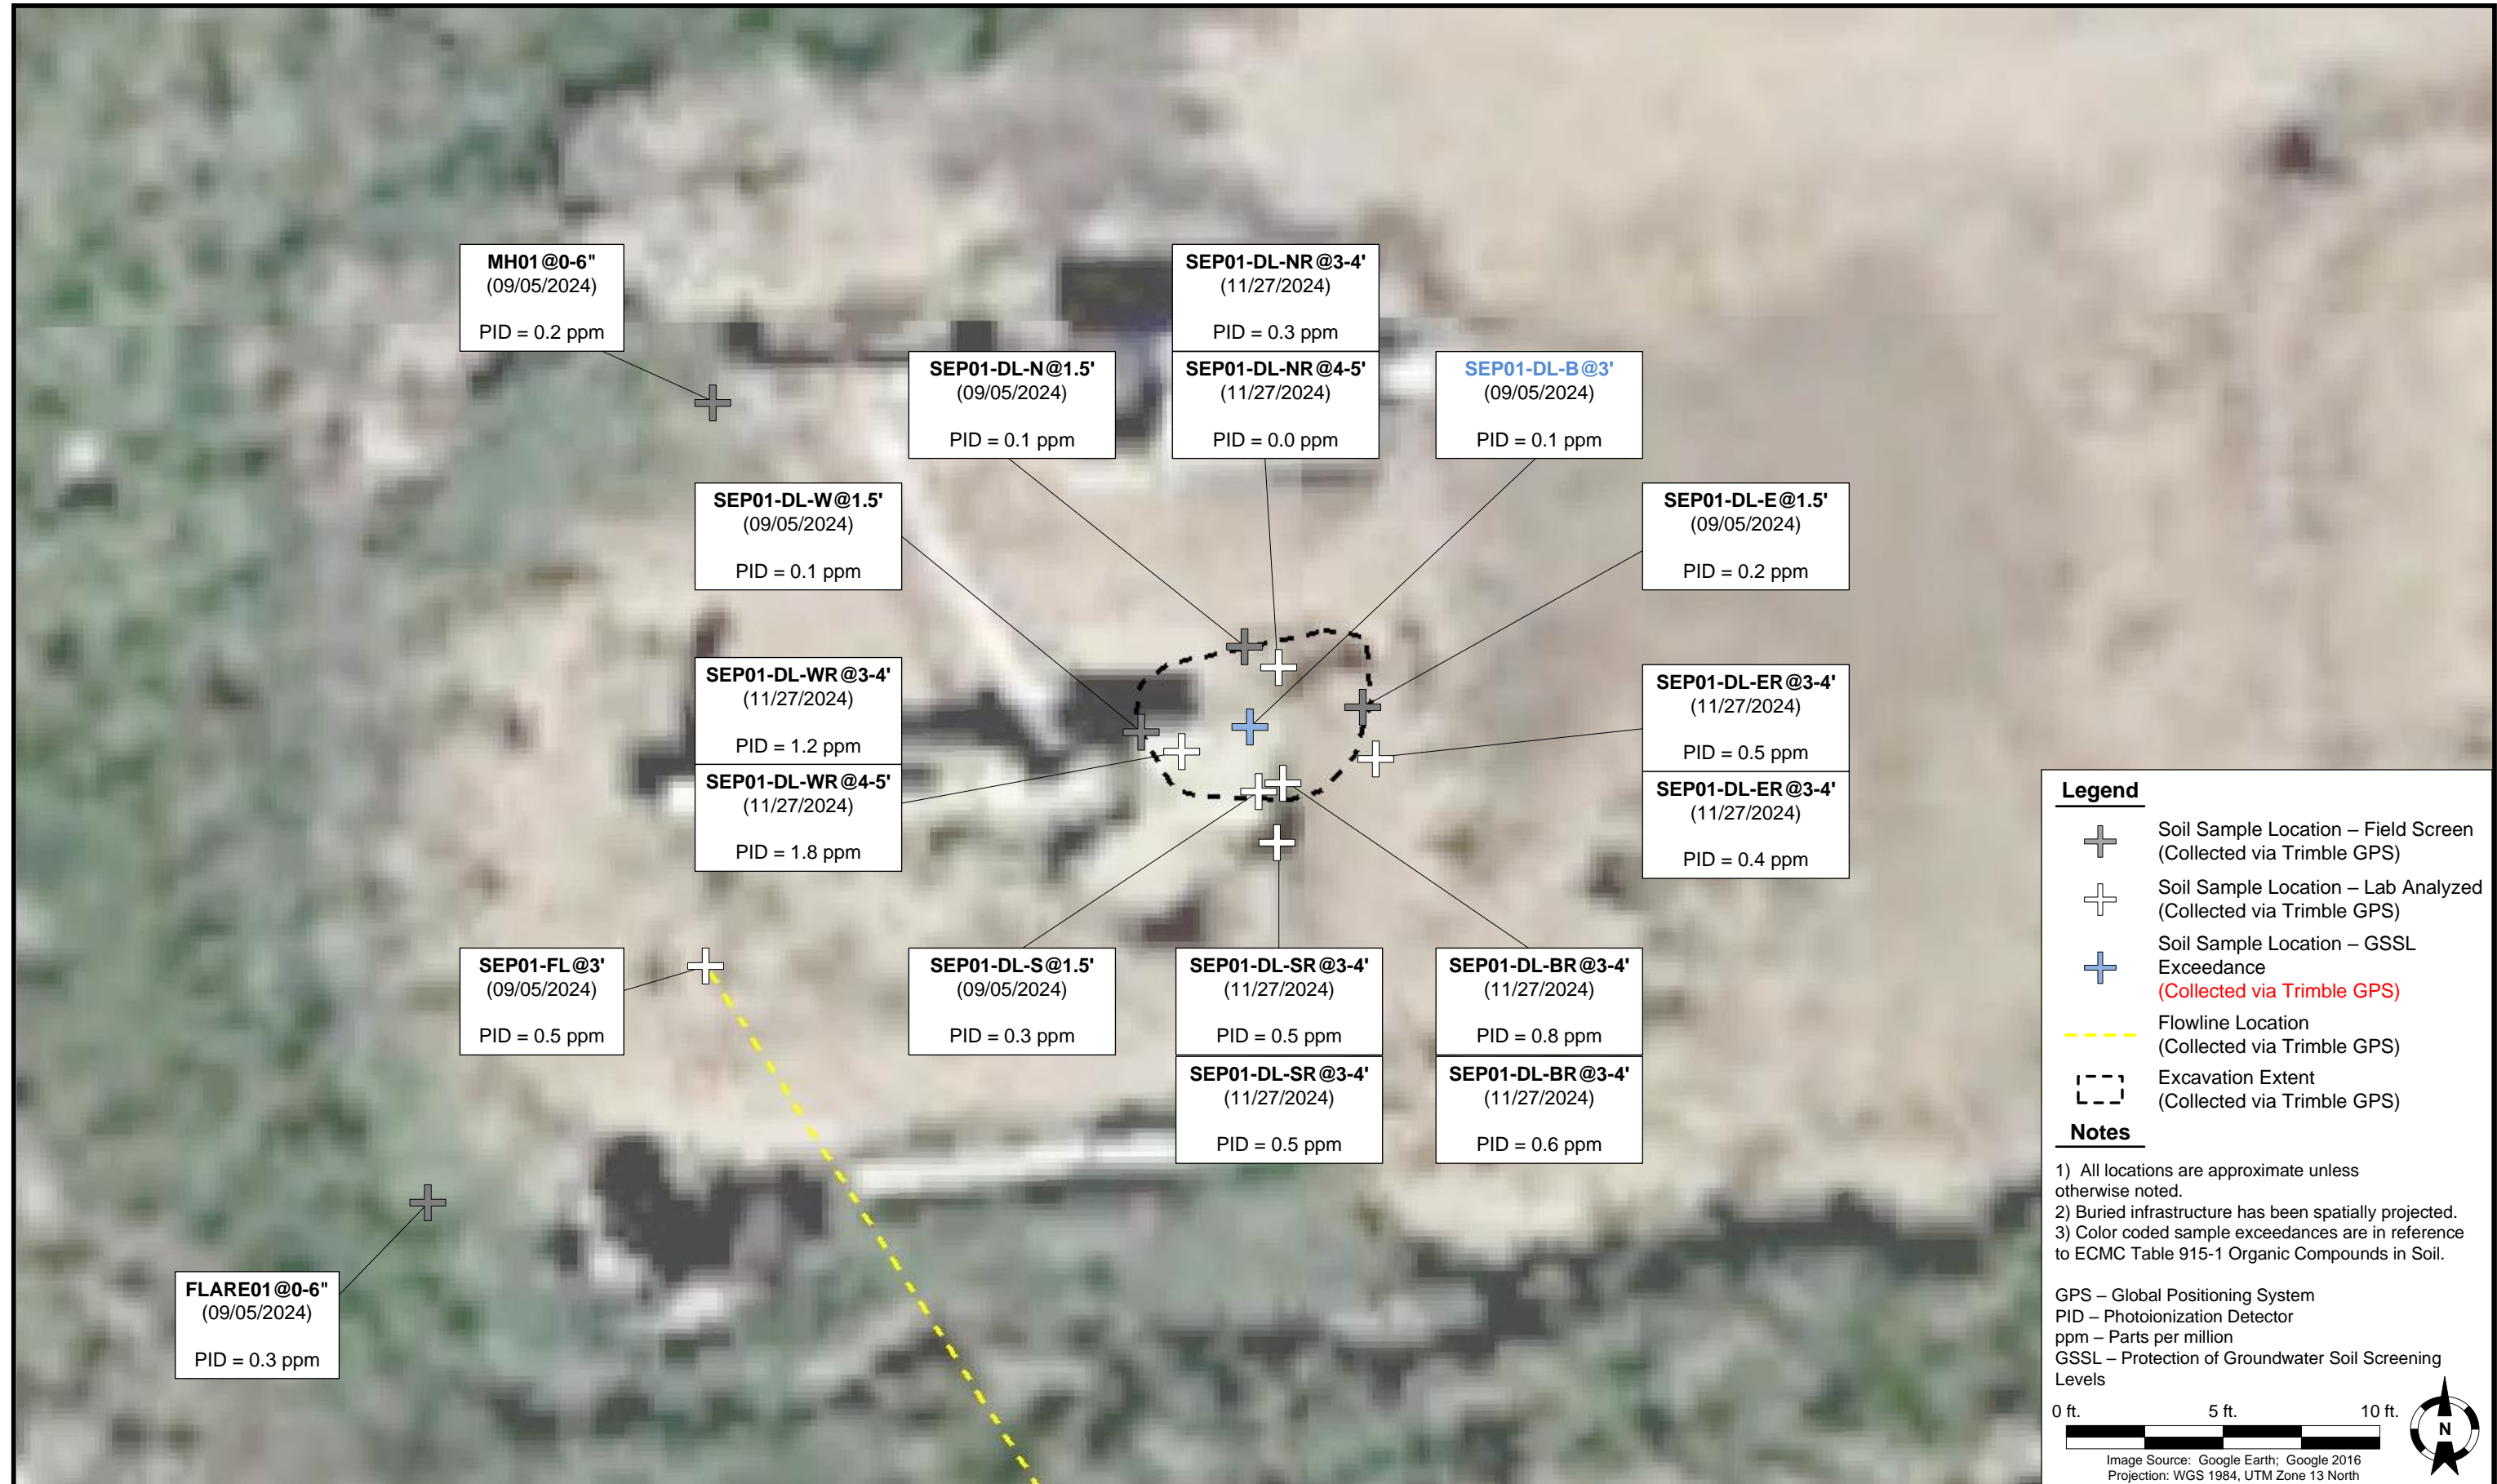 MH01@0-6"
(09/05/2024)
PID = 0.2 ppm
SEP01-DL-NR@3-4'
(11/27/2024)
PID = 0.3 ppm
SEP01-DL-N@1.5'
(09/05/2024)
PID = 0.1 ppm
SEP01-DL-NR@4-5'
(11/27/2024)
PID = 0.0 ppm
SEP01-DL-B@3'
(09/05/2024)
PID = 0.1 ppm
SEP01-DL-W@1.5'
(09/05/2024)
PID = 0.1 ppm
SEP01-DL-E@1.5'
(09/05/2024)
PID = 0.2 ppm
SEP01-DL-WR@3-4'
(11/27/2024)
PID = 1.2 ppm
SEP01-DL-WR@4-5'
(11/27/2024)
PID = 1.8 ppm
SEP01-DL-ER@3-4'
(11/27/2024)
PID = 0.5 ppm
SEP01-DL-ER@3-4'
(11/27/2024)
PID = 0.4 ppm
SEP01-FL@3'
(09/05/2024)
PID = 0.5 ppm
SEP01-DL-S@1.5'
(09/05/2024)
PID = 0.3 ppm
SEP01-DL-SR@3-4'
(11/27/2024)
PID = 0.5 ppm
SEP01-DL-SR@3-4'
(11/27/2024)
PID = 0.5 ppm
SEP01-DL-BR@3-4'
(11/27/2024)
PID = 0.8 ppm
SEP01-DL-BR@3-4'
(11/27/2024)
PID = 0.6 ppm
FLARE01@0-6"
(09/05/2024)
PID = 0.3 ppm
Legend
Soil Sample Location – Field Screen
(Collected via Trimble GPS)
Soil Sample Location – Lab Analyzed
(Collected via Trimble GPS)
Soil Sample Location – GSSL
Exceedance
(Collected via Trimble GPS)
Flowline Location
(Collected via Trimble GPS)
Excavation Extent
(Collected via Trimble GPS)
Notes
1) All locations are approximate unless
otherwise noted.
2) Buried infrastructure has been spatially projected.
3) Color coded sample exceedances are in reference
to ECMC Table 915-1 Organic Compounds in Soil.
GPS – Global Positioning System
PID – Photoionization Detector
ppm – Parts per million
GSSL – Protection of Groundwater Soil Screening
Levels
0 ft. 5 ft. 10 ft.
N
Image Source: Google Earth; Google 2016
Projection: WGS 1984, UTM Zone 13 North